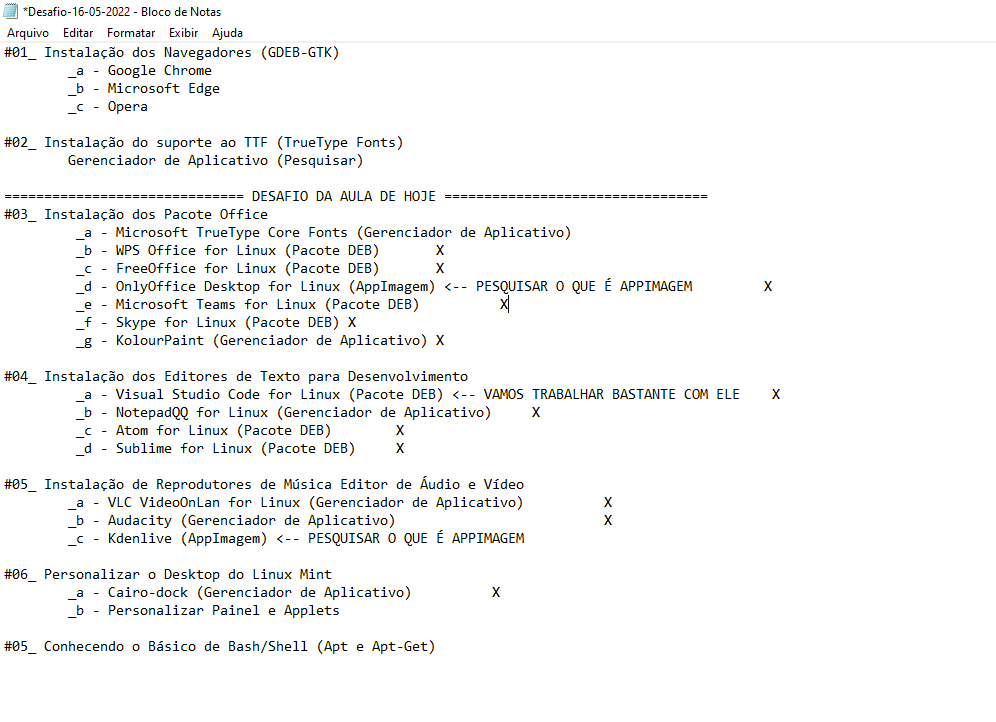 *Desafio-16-05-2022 - Bloco de Notas
Arquivo Editar Formatar Exibir Ajuda
#01_ Instalação dos Navegadores (GDEB-GTK)
_a - Google Chrome
_b - Microsoft Edge
_c - Opera
#02_ Instalação do suporte ao TTF (TrueType Fonts)
Gerenciador de Aplicativo (Pesquisar)
============================== DESAFIO DA AULA DE HOJE =================================
#03_ Instalação dos Pacote Office
_a - Microsoft TrueType Core Fonts (Gerenciador de Aplicativo)
_b - WPS Office for Linux (Pacote DEB) X
_c - FreeOffice for Linux (Pacote DEB) X
_d - OnlyOffice Desktop for Linux (AppImagem) <-- PESQUISAR O QUE É APPIMAGEM X
_e - Microsoft Teams for Linux (Pacote DEB) X
_f - Skype for Linux (Pacote DEB) X
_g - KolourPaint (Gerenciador de Aplicativo) X
#04_ Instalação dos Editores de Texto para Desenvolvimento
_a - Visual Studio Code for Linux (Pacote DEB) <-- VAMOS TRABALHAR BASTANTE COM ELE X
_b - NotepadQQ for Linux (Gerenciador de Aplicativo) X
_c - Atom for Linux (Pacote DEB) X
_d - Sublime for Linux (Pacote DEB) X
#05_ Instalação de Reprodutores de Música Editor de Áudio e Vídeo
_a - VLC VideoOnLan for Linux (Gerenciador de Aplicativo) X
_b - Audacity (Gerenciador de Aplicativo) X
_c - Kdenlive (AppImagem) <-- PESQUISAR O QUE É APPIMAGEM
#06_ Personalizar o Desktop do Linux Mint
_a - Cairo-dock (Gerenciador de Aplicativo) X
_b - Personalizar Painel e Applets
#05_ Conhecendo o Básico de Bash/Shell (Apt e Apt-Get)